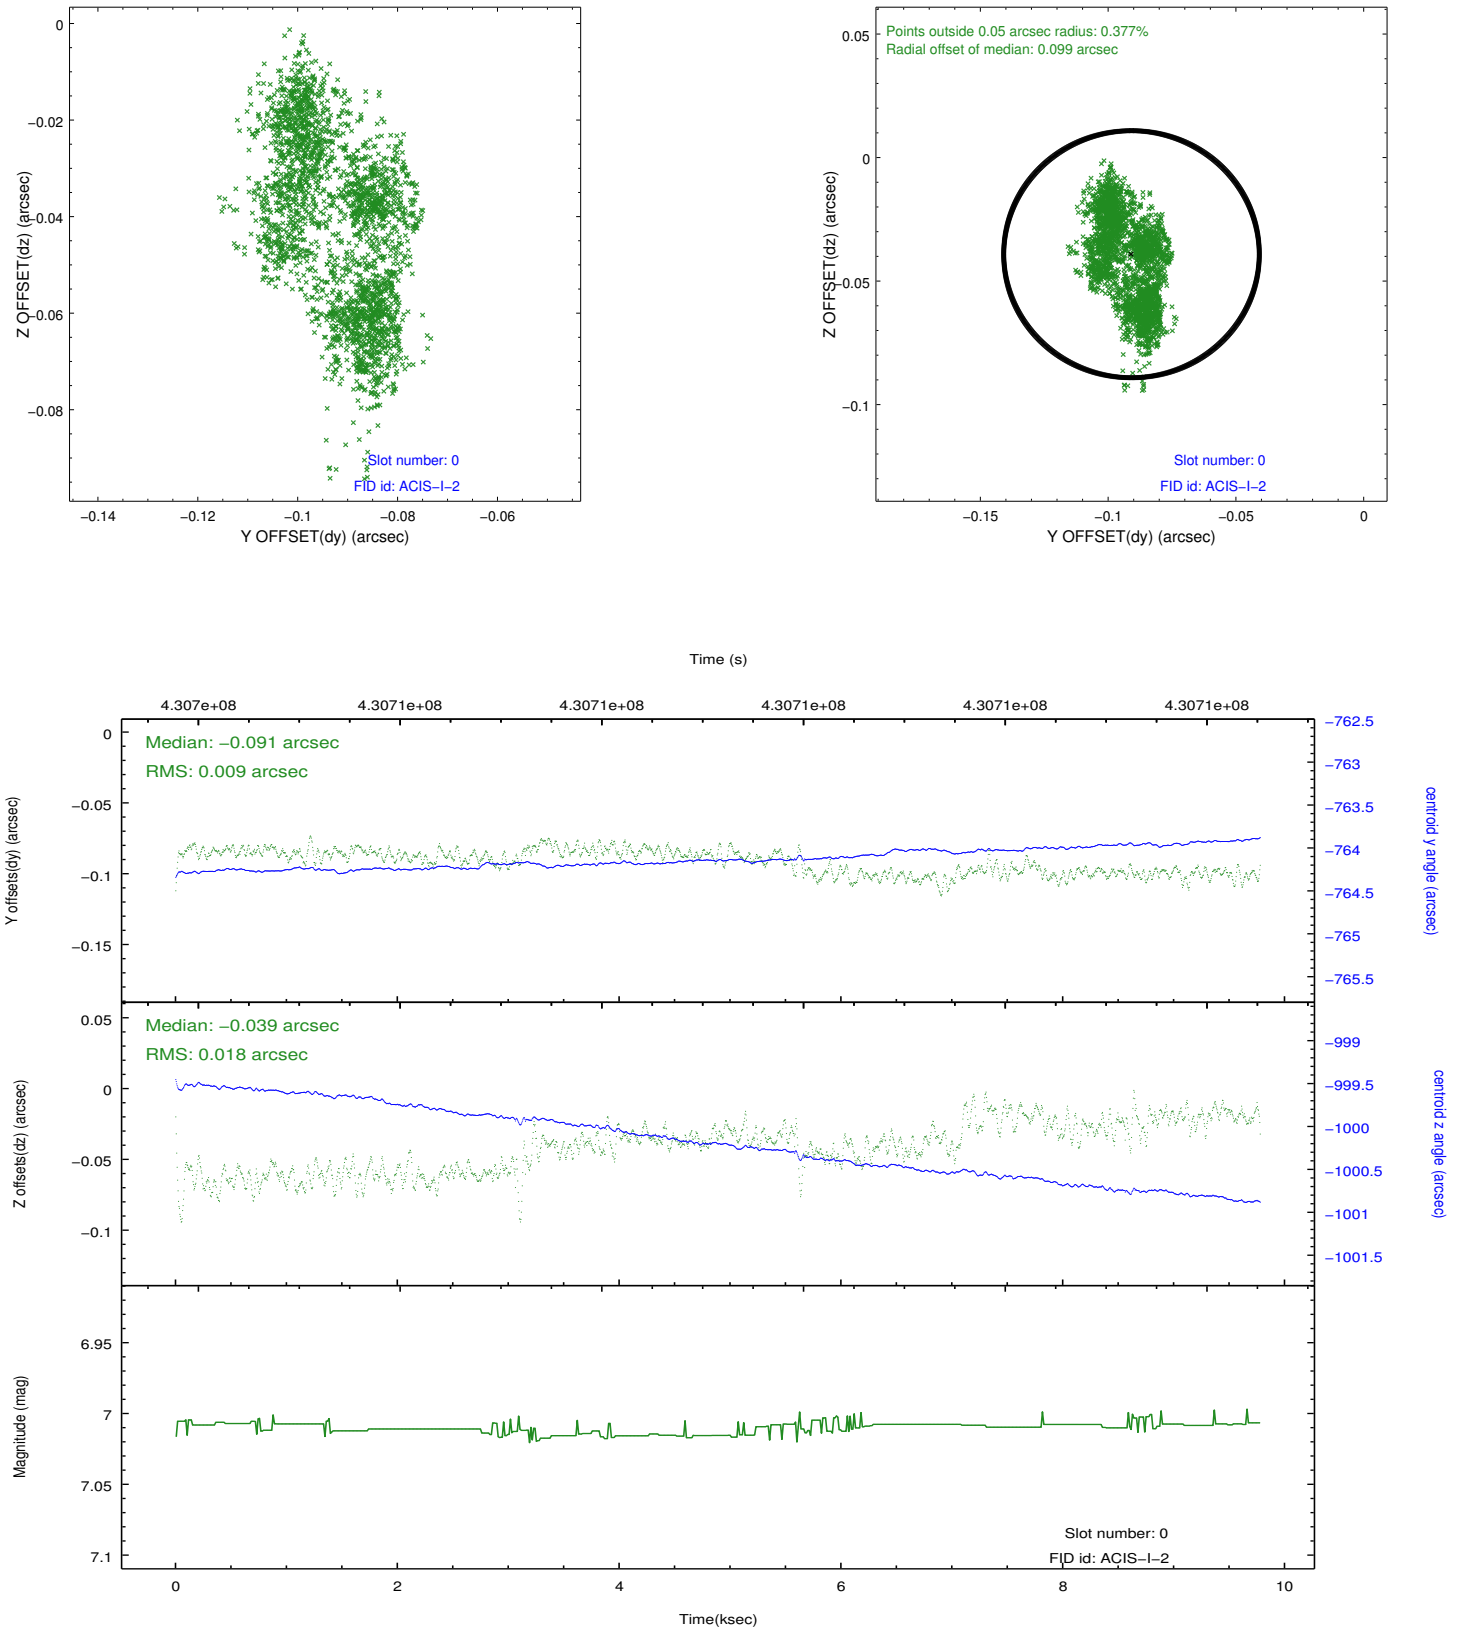 0
−0.02
−0.04
−0.06
−0.08
Z OFFSET(dz) (arcsec)
Slot number: 0
FID id: ACIS−I−2
−0.14
−0.12
−0.1
−0.08
−0.06
Y OFFSET(dy) (arcsec)
Points outside 0.05 arcsec radius: 0.377%
Radial offset of median: 0.099 arcsec
0.05
0
−0.05
−0.1
Z OFFSET(dz) (arcsec)
Slot number: 0
FID id: ACIS−I−2
−0.15
−0.1
−0.05
0
Y OFFSET(dy) (arcsec)
Time (s)
4.307e+08
4.3071e+08
4.3071e+08
4.3071e+08
4.3071e+08
4.3071e+08
Median: −0.091 arcsec
RMS: 0.009 arcsec
0
−0.05
−0.1
−0.15
Y offsets(dy) (arcsec)
−762.5
−763
−763.5
−764
−764.5
−765
−765.5
centroid y angle (arcsec)
Median: −0.039 arcsec
RMS: 0.018 arcsec
0.05
0
−0.05
−0.1
Z offsets(dz) (arcsec)
−999
−999.5
−1000
−1000.5
−1001
−1001.5
centroid z angle (arcsec)
6.95
7
7.05
7.1
Magnitude (mag)
Slot number: 0
FID id: ACIS−I−2
0
2
4
6
8
10
Time(ksec)